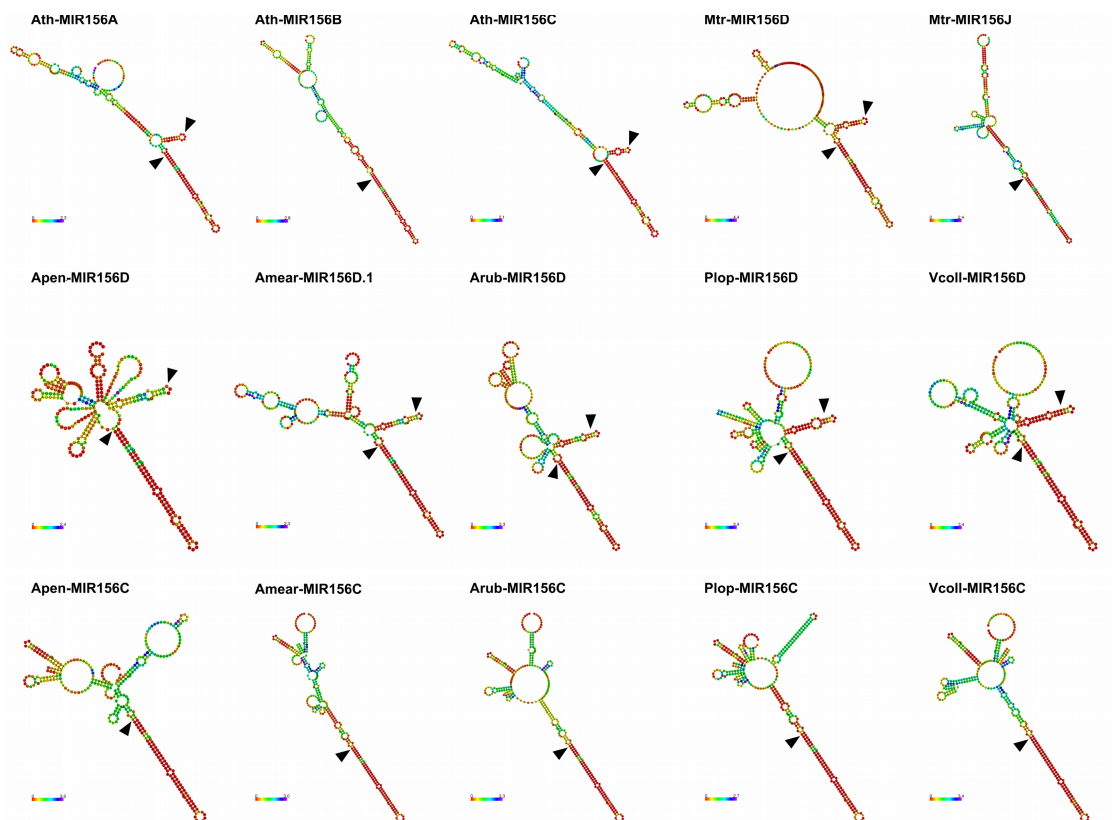 Ath-MIR156A Ath-MIR156B Ath-MIR156C Mtr-MIR156D Mtr-MIR156J
Apen-MIR156D Amear-MIR156D.1 Arub-MIR156D Plop-MIR156D Vcoll-MIR156D
Apen-MIR156C Amear-MIR156C Arub-MIR156C Plop-MIR156C Vcoll-MIR156C